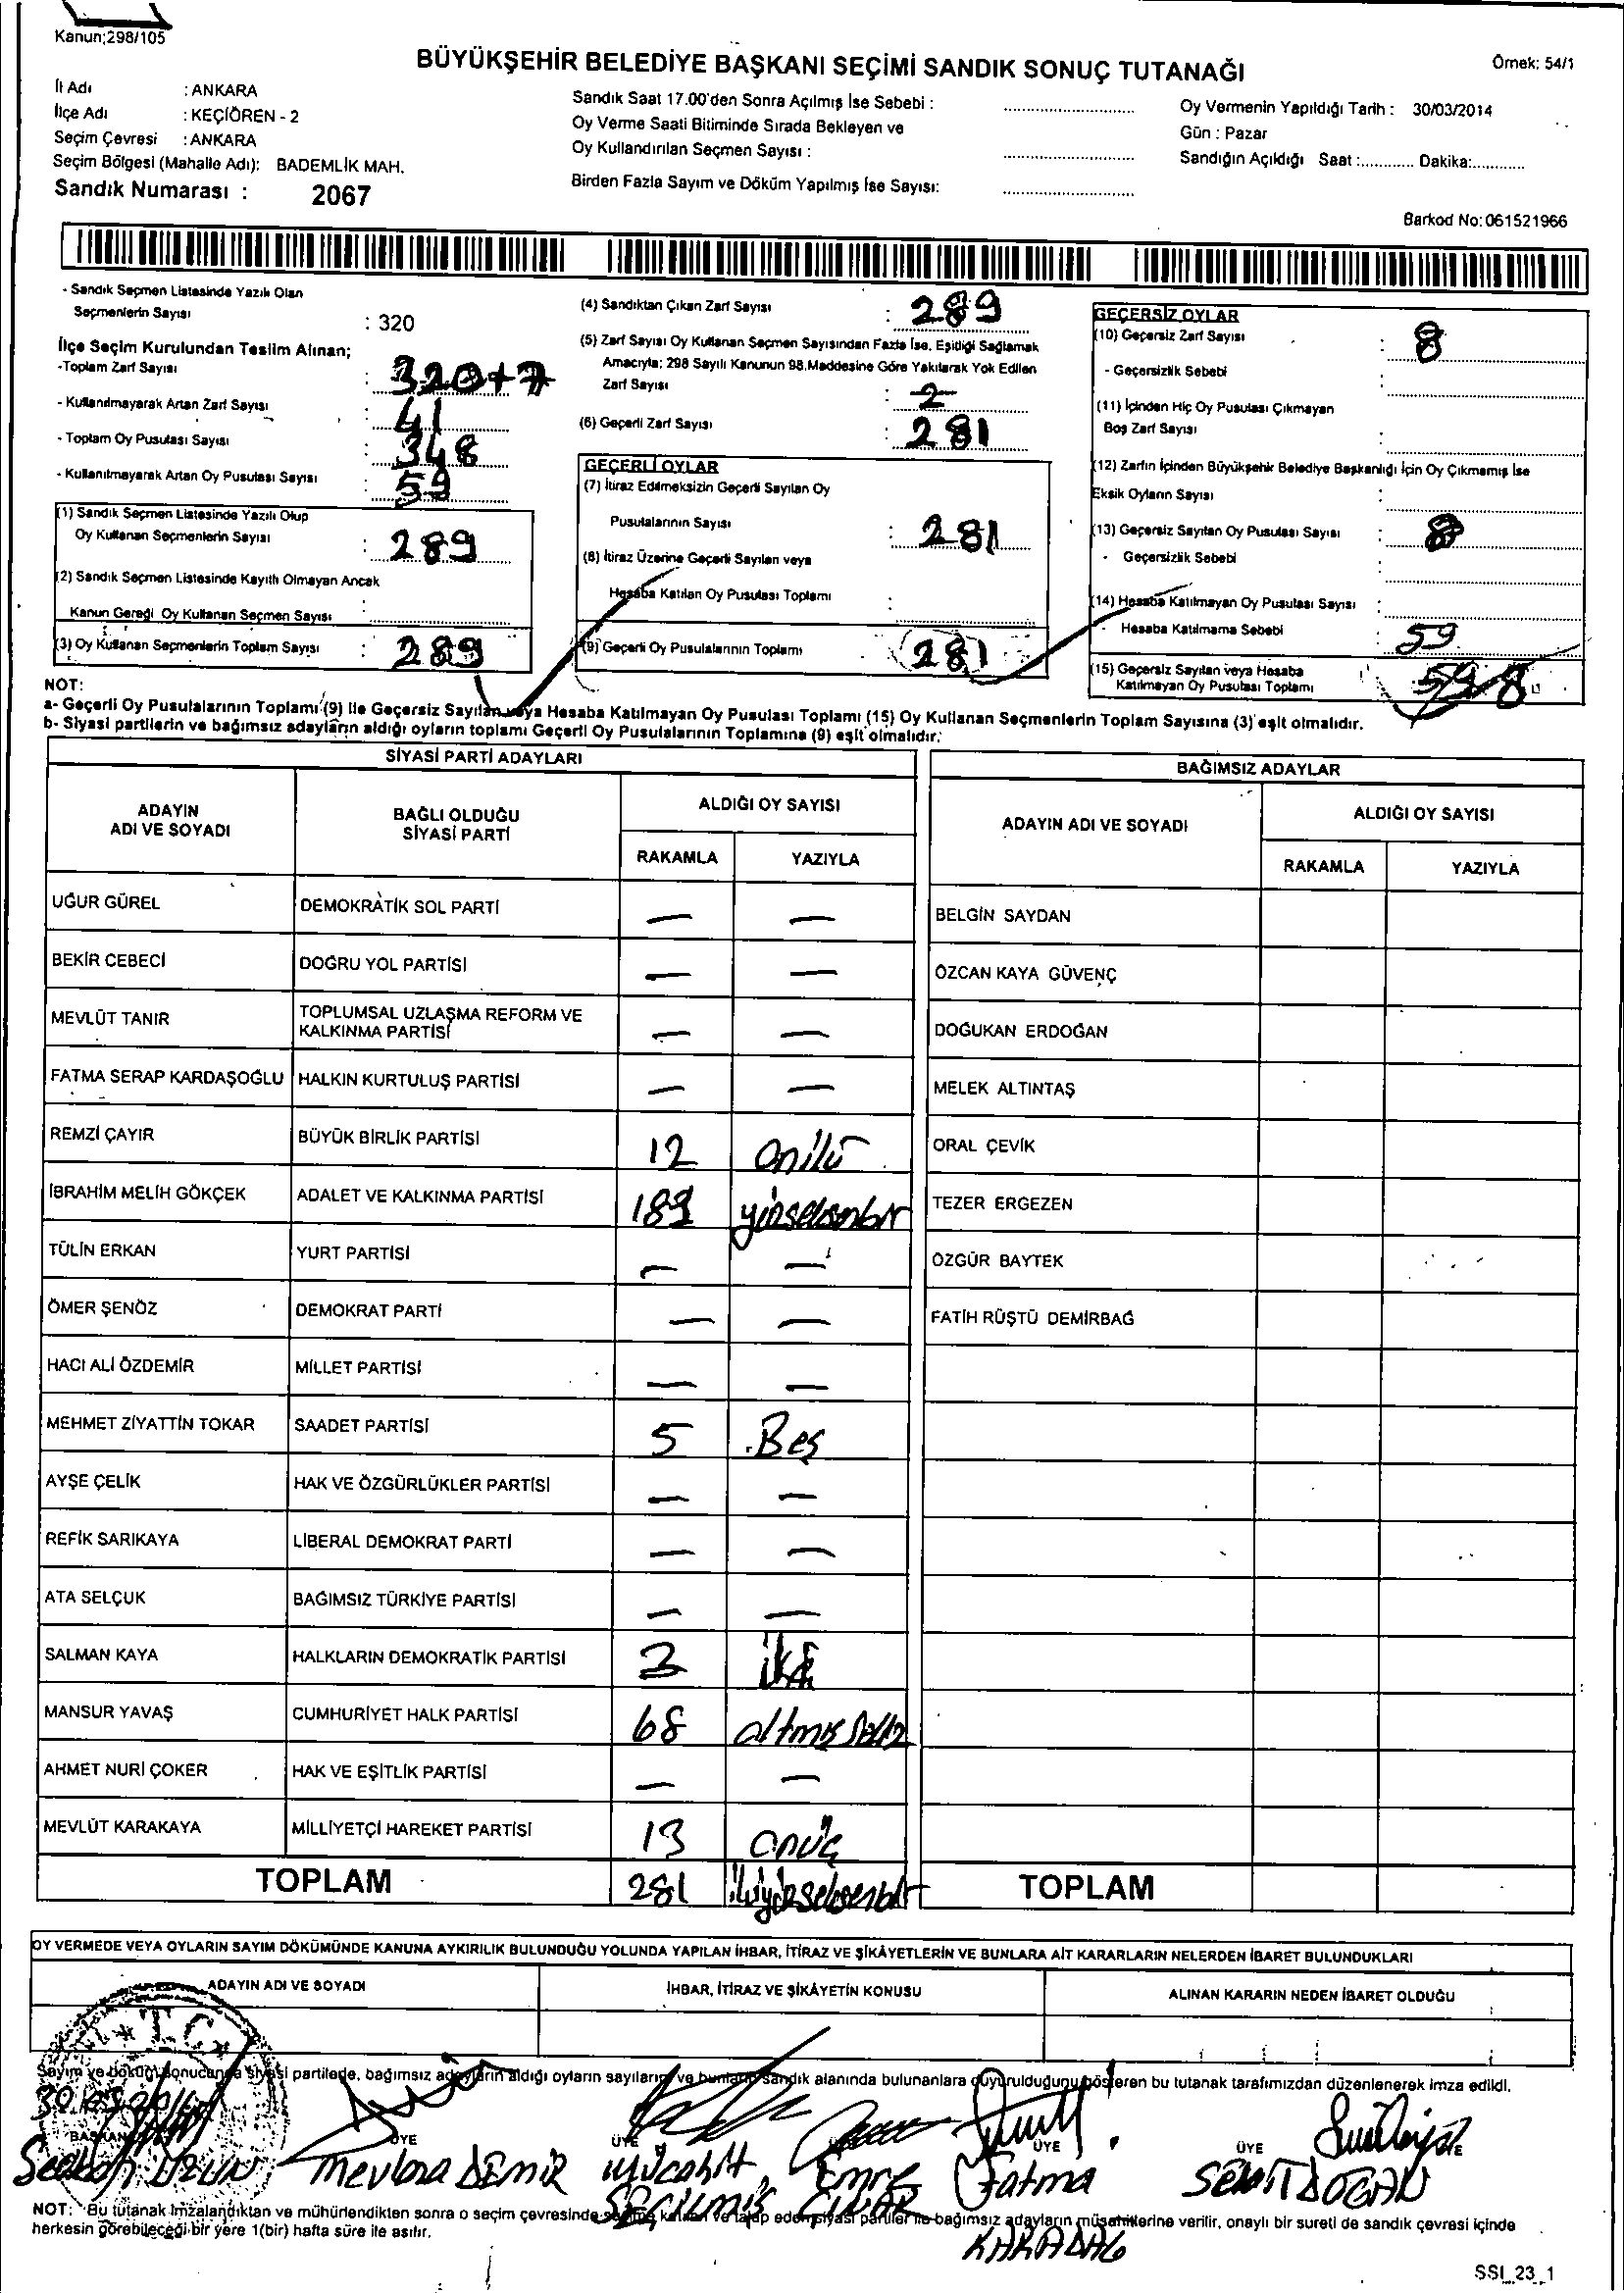 Kanun;298/105
BÜYÜKŞEHİR BELEDİYE BAŞKANI SEÇİMİ SANDIK SONUÇ TUTANAĞI
Örnek: 54/1
İl Adı : ANKARA
İlçe Adı : KEÇİÖREN - 2
Seçim Çevresi : ANKARA
Seçim Bölgesi (Mahalle Adı): BADEMLİK MAH.
Sandık Numarası : 2067
Sandık Saat 17.00'den Sonra Açılmış İse Sebebi :
Oy Verme Saati Bitiminde Sırada Bekleyen ve
Oy Kullandırılan Seçmen Sayısı :
Birden Fazla Sayım ve Döküm Yapılmış İse Sayısı:
Oy Vermenin Yapıldığı Tarih : 30/03/2014
Gün : Pazar
Sandığın Açıldığı Saat :............ Dakika:............
Barkod No: 061521966
- Sandık Seçmen Listesinde Yazılı Olan
Seçmenlerin Sayısı : 320
İlçe Seçim Kurulundan Teslim Alınan;
-Toplam Zarf Sayısı : 320+7
- Kullanılmayarak Artan Zarf Sayısı : 41
- Toplam Oy Pusulası Sayısı : 348
- Kullanılmayarak Artan Oy Pusulası Sayısı : 59
(1) Sandık Seçmen Listesinde Yazılı Olup
Oy Kullanan Seçmenlerin Sayısı : 289
(2) Sandık Seçmen Listesinde Kayıtlı Olmayan Ancak
Kanun Gereği Oy Kullanan Seçmen Sayısı :
(3) Oy Kullanan Seçmenlerin Toplam Sayısı : 289
(4) Sandıktan Çıkan Zarf Sayısı : 289
(5) Zarf Sayısı Oy Kullanan Seçmen Sayısından Fazla İse, Eşitliği Sağlamak
Amacıyla; 298 Sayılı Kanunun 98.Maddesine Göre Yakılarak Yok Edilen
Zarf Sayısı : 2
(6) Geçerli Zarf Sayısı : 281
GEÇERLİ OYLAR
(7) İtiraz Edilmeksizin Geçerli Sayılan Oy
Pusulalarının Sayısı : 281
(8) İtiraz Üzerine Geçerli Sayılan veya
Hesaba Katılan Oy Pusulası Toplamı :
(9) Geçerli Oy Pusulalarının Toplamı : 281
GEÇERSİZ OYLAR
(10) Geçersiz Zarf Sayısı : 8
- Geçersizlik Sebebi
(11) İçinden Hiç Oy Pusulası Çıkmayan
Boş Zarf Sayısı :
(12) Zarfın İçinden Büyükşehir Belediye Başkanlığı İçin Oy Çıkmamış İse
Eksik Oyların Sayısı :
(13) Geçersiz Sayılan Oy Pusulası Sayısı : 8
- Geçersizlik Sebebi
(14) Hesaba Katılmayan Oy Pusulası Sayısı :
- Hesaba Katılmama Sebebi : 59
(15) Geçersiz Sayılan veya Hesaba
Katılmayan Oy Pusulası Toplamı : 59 8
NOT:
a- Geçerli Oy Pusulalarının Toplamı (9) ile Geçersiz Sayılan veya Hesaba Katılmayan Oy Pusulası Toplamı (15) Oy Kullanan Seçmenlerin Toplam Sayısına (3) eşit olmalıdır.
b- Siyasi partilerin ve bağımsız adayların aldığı oyların toplamı Geçerli Oy Pusulalarının Toplamına (9) eşit olmalıdır.
SİYASİ PARTİ ADAYLARI
ADAYIN ADI VE SOYADI
BAĞLI OLDUĞU SİYASİ PARTİ
ALDIĞI OY SAYISI
RAKAMLA YAZIYLA
UĞUR GÜREL DEMOKRATİK SOL PARTİ — —
BEKİR CEBECİ DOĞRU YOL PARTİSİ — —
MEVLÜT TANIR TOPLUMSAL UZLAŞMA REFORM VE KALKINMA PARTİSİ — —
FATMA SERAP KARDAŞOĞLU HALKIN KURTULUŞ PARTİSİ — —
REMZİ ÇAYIR BÜYÜK BİRLİK PARTİSİ 12
İBRAHİM MELİH GÖKÇEK ADALET VE KALKINMA PARTİSİ
TÜLİN ERKAN YURT PARTİSİ — —
ÖMER ŞENÖZ DEMOKRAT PARTİ — —
HACI ALİ ÖZDEMİR MİLLET PARTİSİ — —
MEHMET ZİYATTİN TOKAR SAADET PARTİSİ 5 Beş
AYŞE ÇELİK HAK VE ÖZGÜRLÜKLER PARTİSİ — —
REFİK SARIKAYA LİBERAL DEMOKRAT PARTİ — —
ATA SELÇUK BAĞIMSIZ TÜRKİYE PARTİSİ — —
SALMAN KAYA HALKLARIN DEMOKRATİK PARTİSİ iki
MANSUR YAVAŞ CUMHURİYET HALK PARTİSİ 68 altmış sekiz
AHMET NURİ ÇOKER HAK VE EŞİTLİK PARTİSİ — —
MEVLÜT KARAKAYA MİLLİYETÇİ HAREKET PARTİSİ 13 onüç
TOPLAM 281 ikiyüzseksenbir
BAĞIMSIZ ADAYLAR
ADAYIN ADI VE SOYADI
ALDIĞI OY SAYISI
RAKAMLA YAZIYLA
BELGİN SAYDAN
ÖZCAN KAYA GÜVENÇ
DOĞUKAN ERDOĞAN
MELEK ALTINTAŞ
ORAL ÇEVİK
TEZER ERGEZEN
ÖZGÜR BAYTEK
FATİH RÜŞTÜ DEMİRBAĞ
TOPLAM
OY VERMEDE VEYA OYLARIN SAYIM DÖKÜMÜNDE KANUNA AYKIRILIK BULUNDUĞU YOLUNDA YAPILAN İHBAR, İTİRAZ VE ŞİKÂYETLERİN VE BUNLARA AİT KARARLARIN NELERDEN İBARET BULUNDUKLARI
ADAYIN ADI VE SOYADI
İHBAR, İTİRAZ VE ŞİKÂYETİN KONUSU
ALINAN KARARIN NEDEN İBARET OLDUĞU
T.C.
Sayım ve döküm sonucunda siyasi partilerle, bağımsız adayların aldığı oyların sayılarını ve bunların sandık alanında bulunanlara duyurulduğunu gösteren bu tutanak tarafımızdan düzenlenerek imza edildi.
BAŞKAN ÜYE ÜYE ÜYE ÜYE
UZUN Mevlana DEMİR Mücahit SEÇİLMİŞ Emre ÇINAR Fatma KARADAĞ SEMİT DOĞAN
NOT: Bu tutanak imzalandıktan ve mühürlendikten sonra o seçim çevresinde seçime katılan ve talep eden siyasi partiler ile bağımsız adayların müşahitlerine verilir, onaylı bir sureti de sandık çevresi içinde
herkesin görebileceği bir yere 1(bir) hafta süre ile asılır.
SSI_23_1